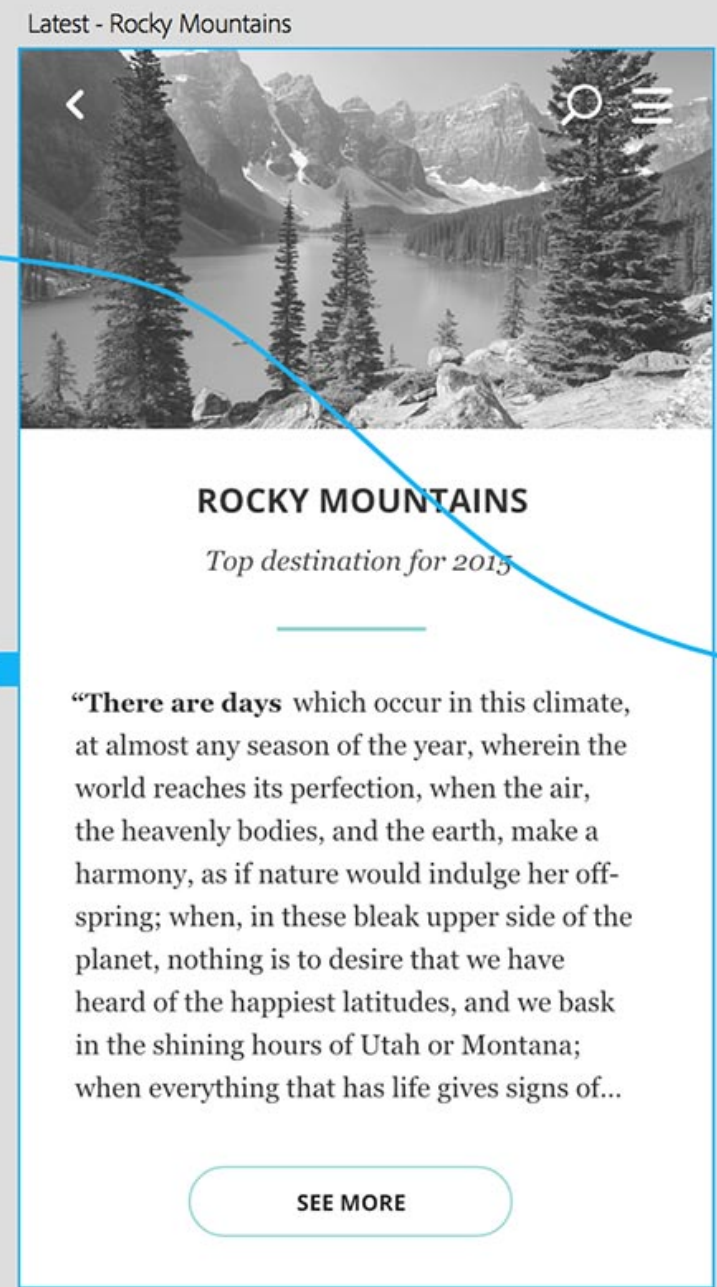 Latest - Rocky Mountains
ROCKY MOUNTAINS
Top destination for 2015
“There are days which occur in this climate,
at almost any season of the year, wherein the
world reaches its perfection, when the air,
the heavenly bodies, and the earth, make a
harmony, as if nature would indulge her off-
spring; when, in these bleak upper side of the
planet, nothing is to desire that we have
heard of the happiest latitudes, and we bask
in the shining hours of Utah or Montana;
when everything that has life gives signs of...
SEE MORE